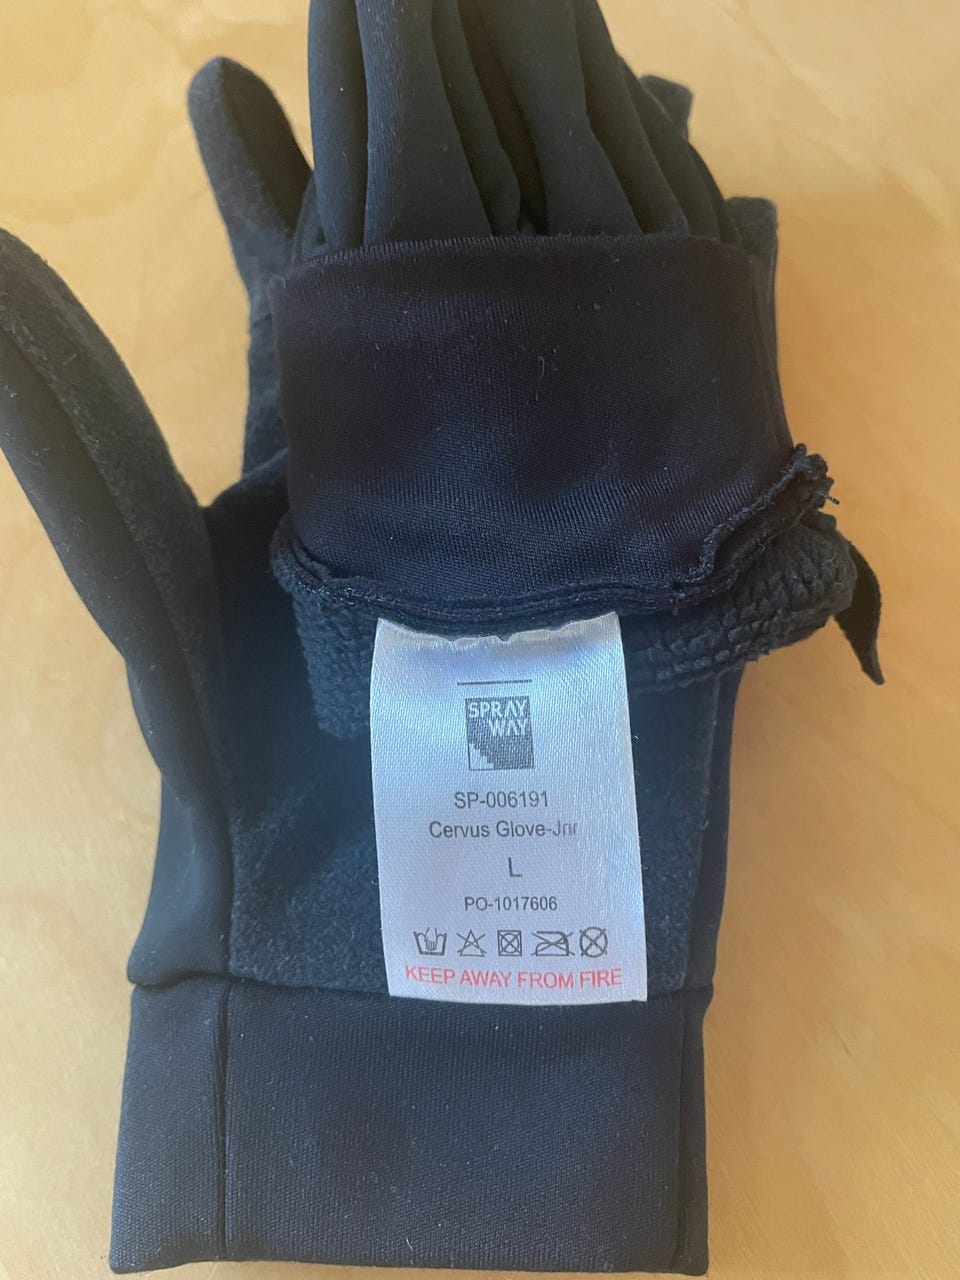 SPRAY
WAY
SP-006191
Cervus Glove-Jnr
L
PO-1017606
KEEP AWAY FROM FIRE